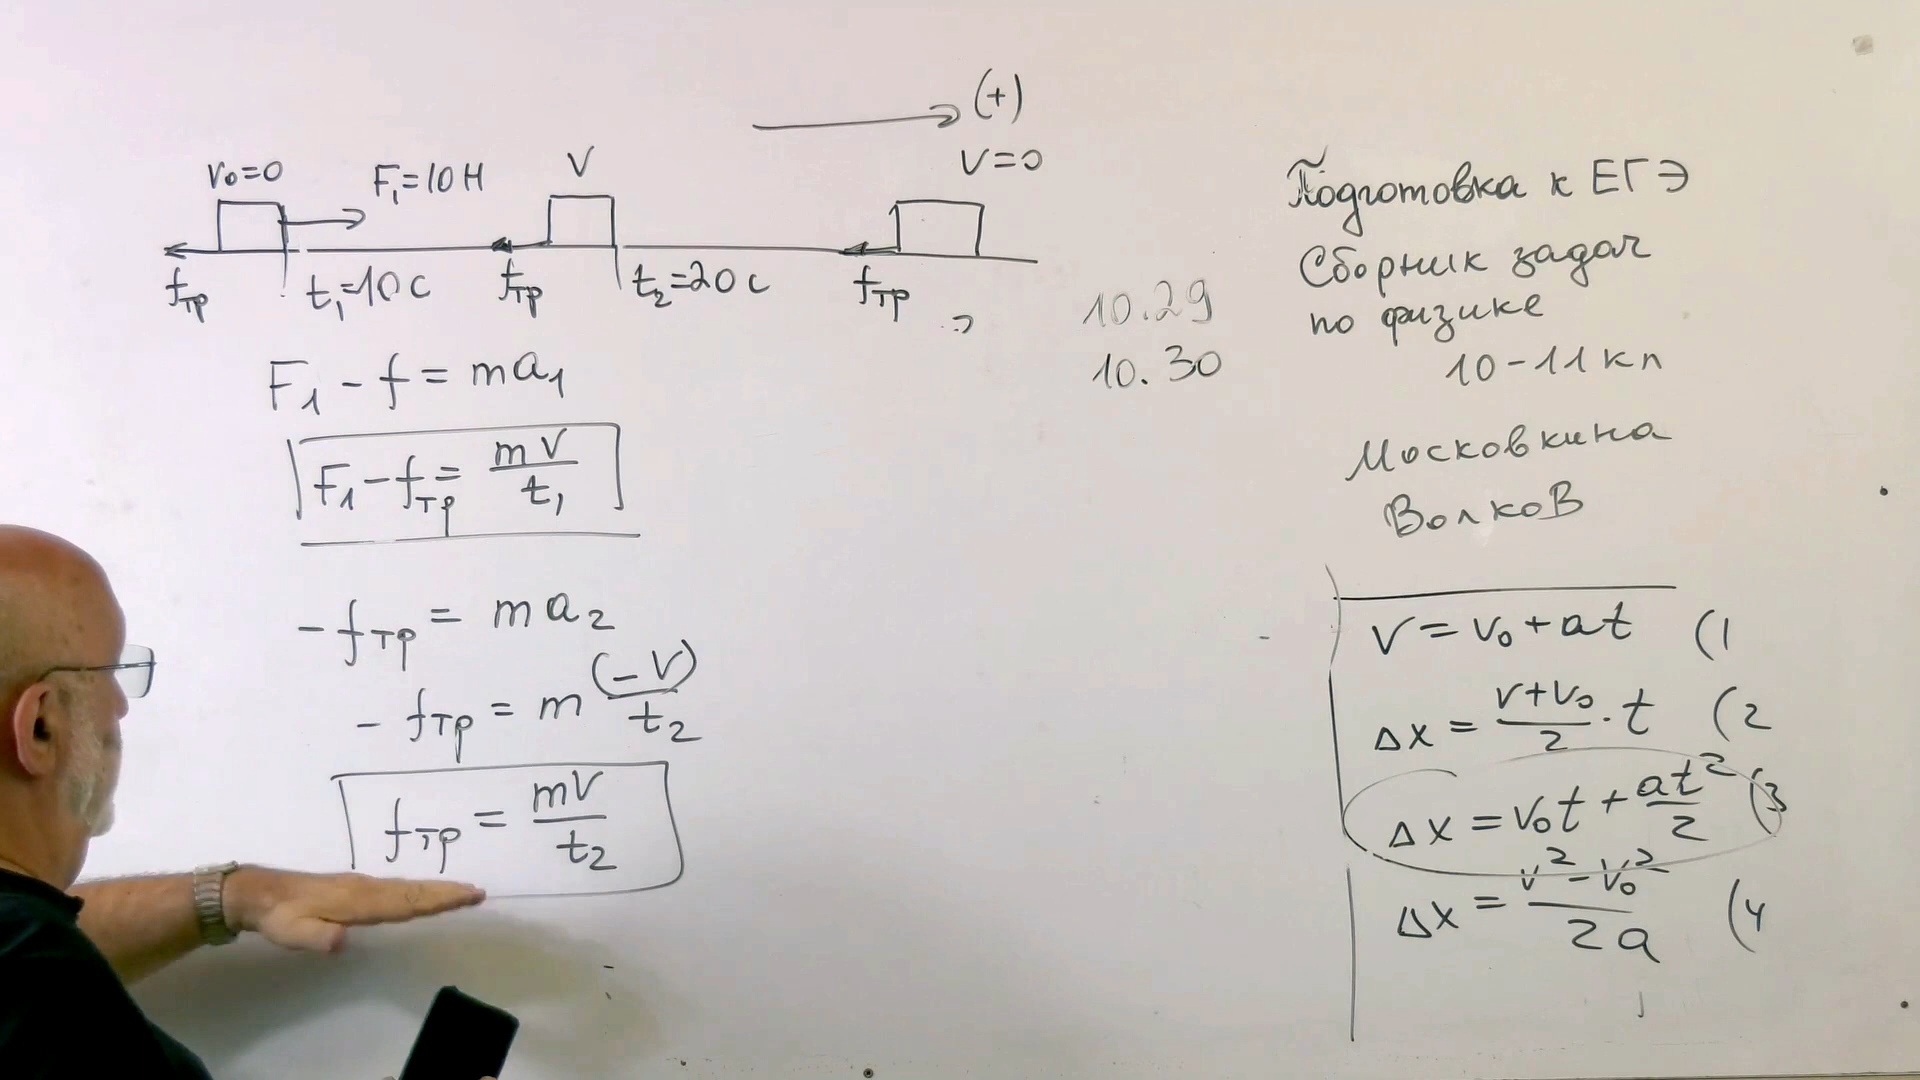 (+)
v₀=0
F₁=10 Н
V
V=0
fтр
t₁=10 с
fтр
t₂=20 с
fтр
F₁ - f = ma₁
F₁ - fтр = mV/t₁
- fтр = ma₂
- fтр = m (-V)/t₂
fтр = mV/t₂
10.29
10.30
Подготовка к ЕГЭ
Сборник задач
по физике
10-11 кл
Московкина
Волков
v = v₀ + at (1
Δx = (v+v₀)/2 · t (2
Δx = v₀t + at²/2 (3
Δx = (v² - v₀²)/2a (4